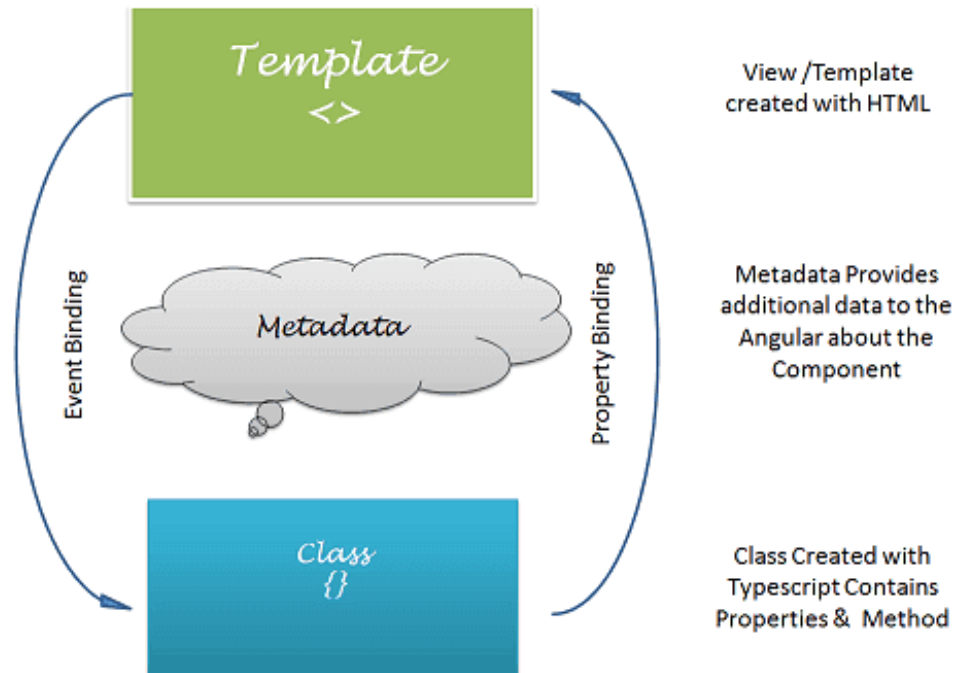 Template
<>
View /Template
created with HTML
Event Binding
Metadata
Property Binding
Metadata Provides
additional data to the
Angular about the
Component
Class
{}
Class Created with
Typescript Contains
Properties & Method